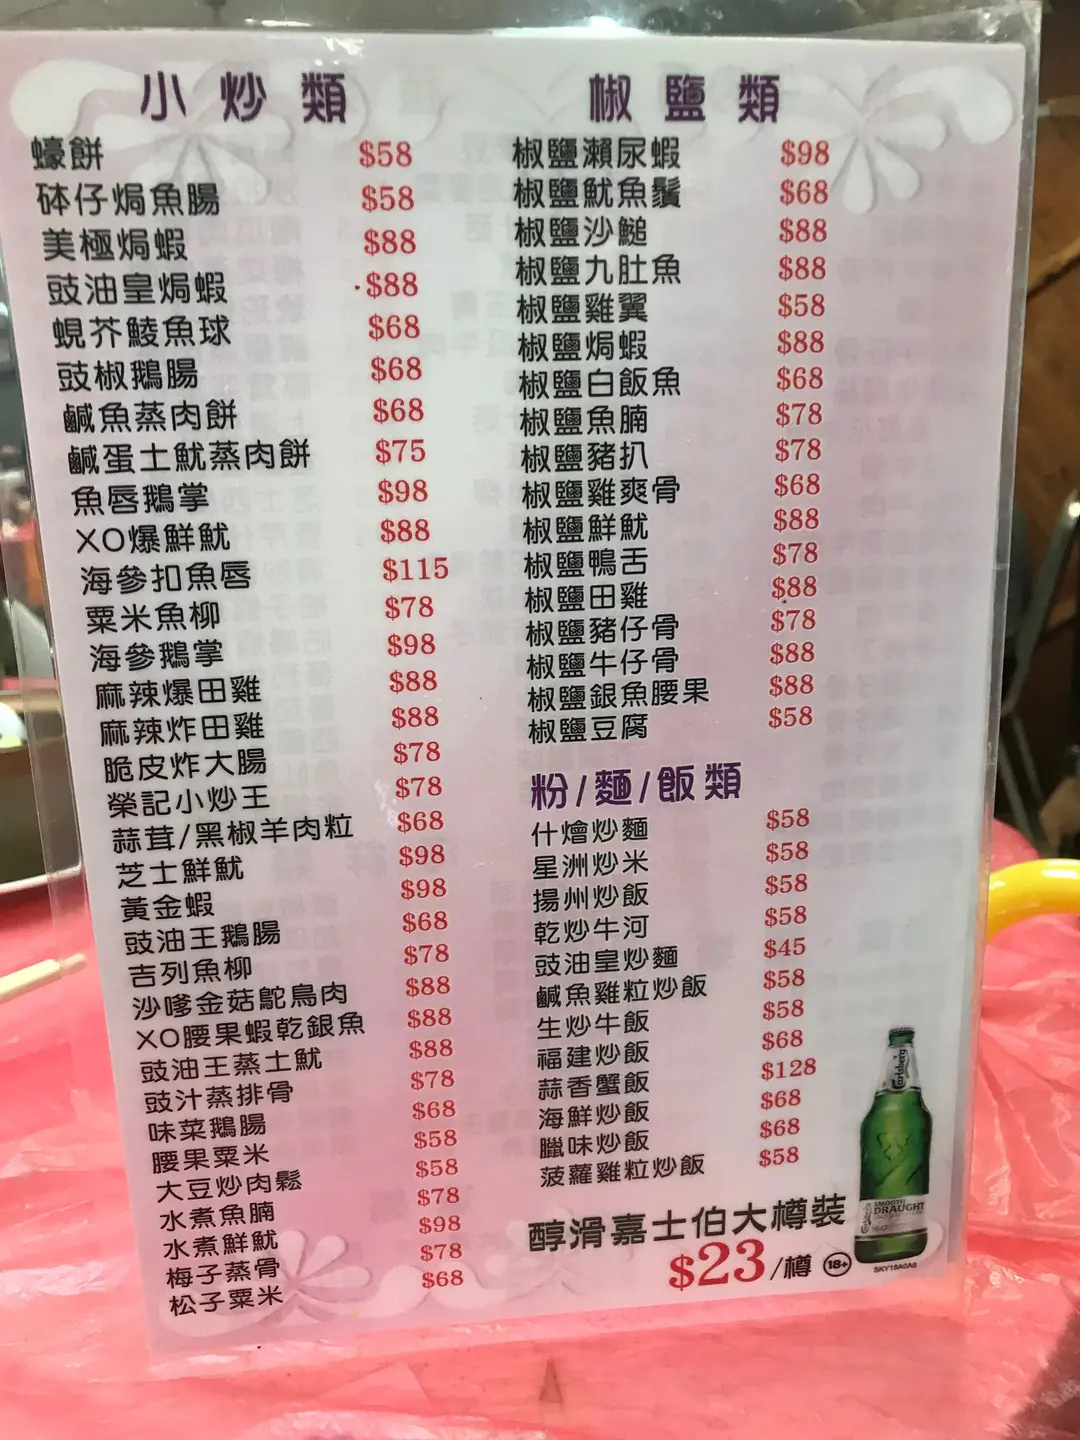 小炒類
蠔餅 $58
砵仔焗魚腸 $58
美極焗蝦 $88
豉油皇焗蝦 $88
蜆芥鯪魚球 $68
豉椒鵝腸 $68
鹹魚蒸肉餅 $68
鹹蛋土魷蒸肉餅 $75
魚唇鵝掌 $98
XO爆鮮魷 $88
海參扣魚唇 $115
粟米魚柳 $78
海參鵝掌 $98
麻辣爆田雞 $88
麻辣炸田雞 $88
脆皮炸大腸 $78
榮記小炒王 $78
蒜茸/黑椒羊肉粒 $68
芝士鮮魷 $98
黃金蝦 $98
豉油王鵝腸 $68
吉列魚柳 $78
沙嗲金菇鴕鳥肉 $88
XO腰果蝦乾銀魚 $88
豉油王蒸土魷 $88
豉汁蒸排骨 $78
味菜鵝腸 $68
腰果粟米 $58
大豆炒肉鬆 $58
水煮魚腩 $78
水煮鮮魷 $98
梅子蒸骨 $78
松子粟米 $68
椒鹽類
椒鹽瀨尿蝦 $98
椒鹽魷魚鬚 $68
椒鹽沙鯭 $88
椒鹽九肚魚 $88
椒鹽雞翼 $58
椒鹽焗蝦 $88
椒鹽白飯魚 $68
椒鹽魚腩 $78
椒鹽豬扒 $78
椒鹽雞爽骨 $68
椒鹽鮮魷 $88
椒鹽鴨舌 $78
椒鹽田雞 $88
椒鹽豬仔骨 $78
椒鹽牛仔骨 $88
椒鹽銀魚腰果 $88
椒鹽豆腐 $58
粉/麵/飯類
什燴炒麵 $58
星洲炒米 $58
揚州炒飯 $58
乾炒牛河 $58
豉油皇炒麵 $45
鹹魚雞粒炒飯 $58
生炒牛飯 $58
福建炒飯 $68
蒜香蟹飯 $128
海鮮炒飯 $68
臘味炒飯 $68
菠蘿雞粒炒飯 $58
醇滑嘉士伯大樽裝
$23/樽 18+
Carlsberg
SMOOTH
DRAUGHT
SKY18A0A8